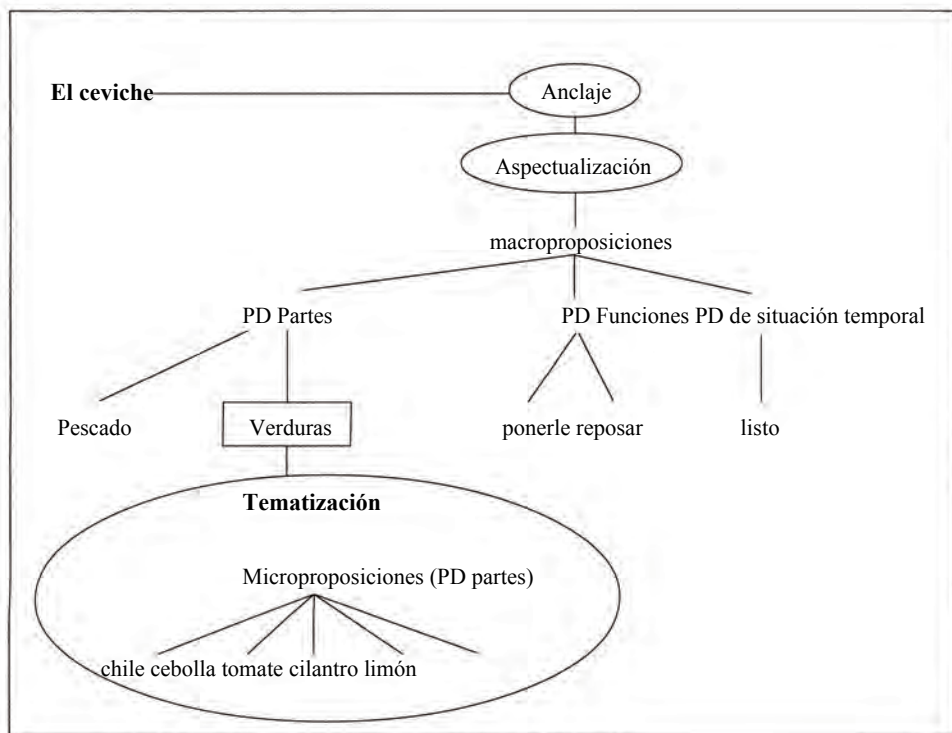 El ceviche Anclaje
Aspectualización
macroproposiciones
PD Partes PD Funciones PD de situación temporal
Pescado Verduras ponerle reposar listo
Tematización
Microproposiciones (PD partes)
chile cebolla tomate cilantro limón